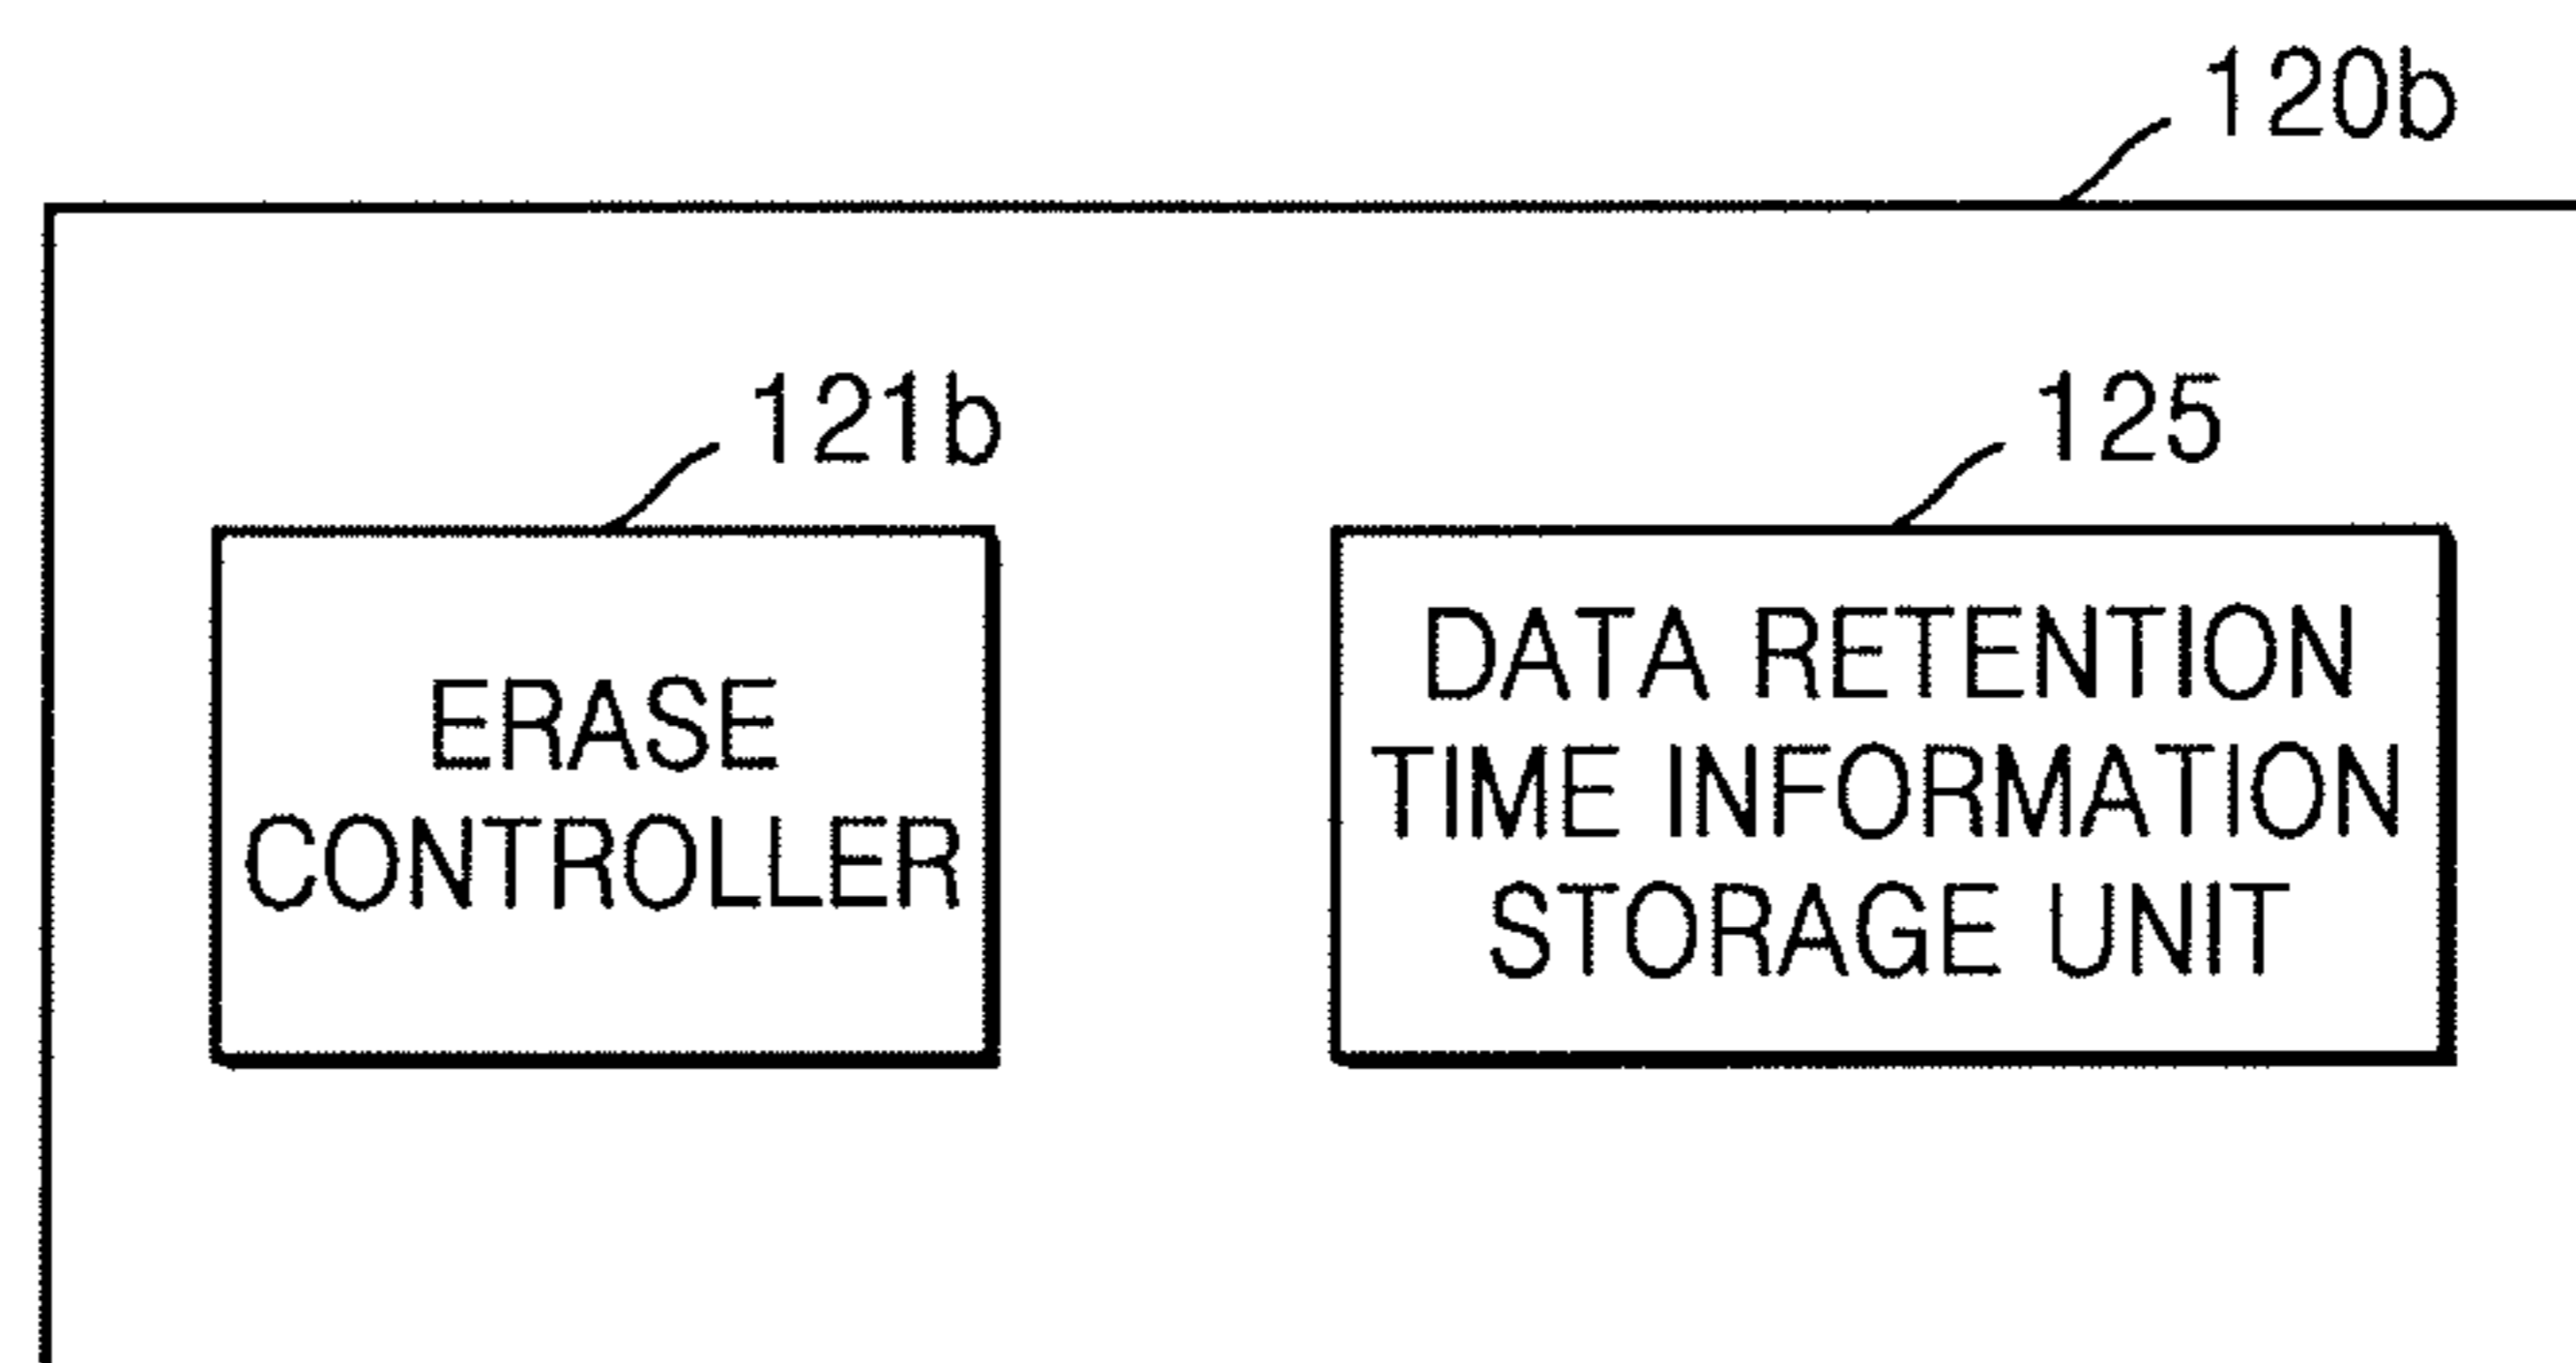 120b
121b
125
ERASE
CONTROLLER
DATA RETENTION
TIME INFORMATION
STORAGE UNIT